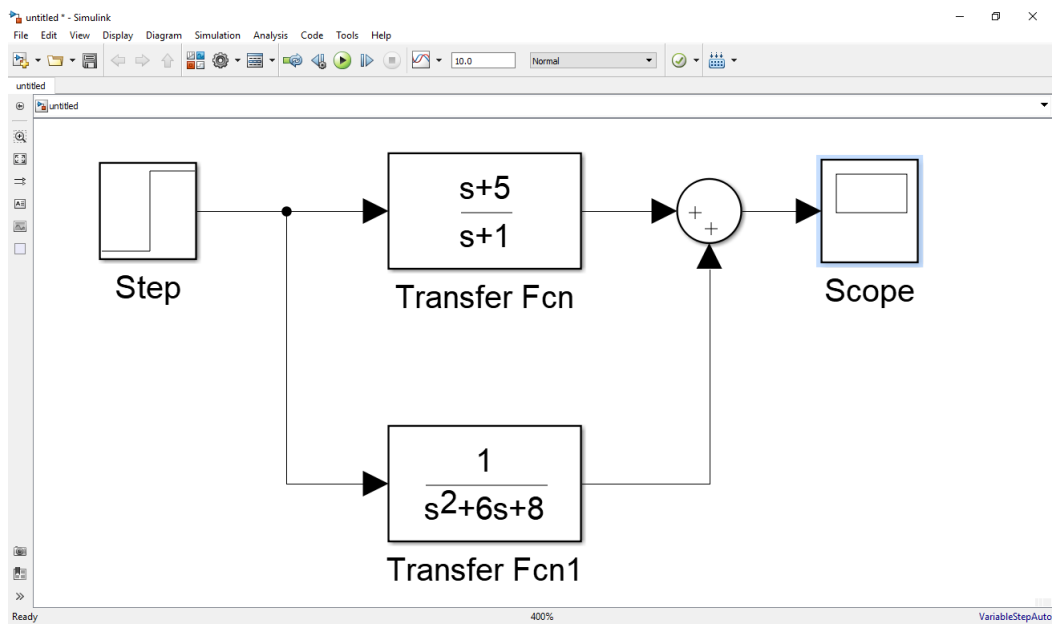 untitled * - Simulink
File Edit View Display Diagram Simulation Analysis Code Tools Help
10.0 Normal
untitled
untitled
Step
s+5
s+1
Transfer Fcn
+
+
Scope
1
s²+6s+8
Transfer Fcn1
Ready 400% VariableStepAuto